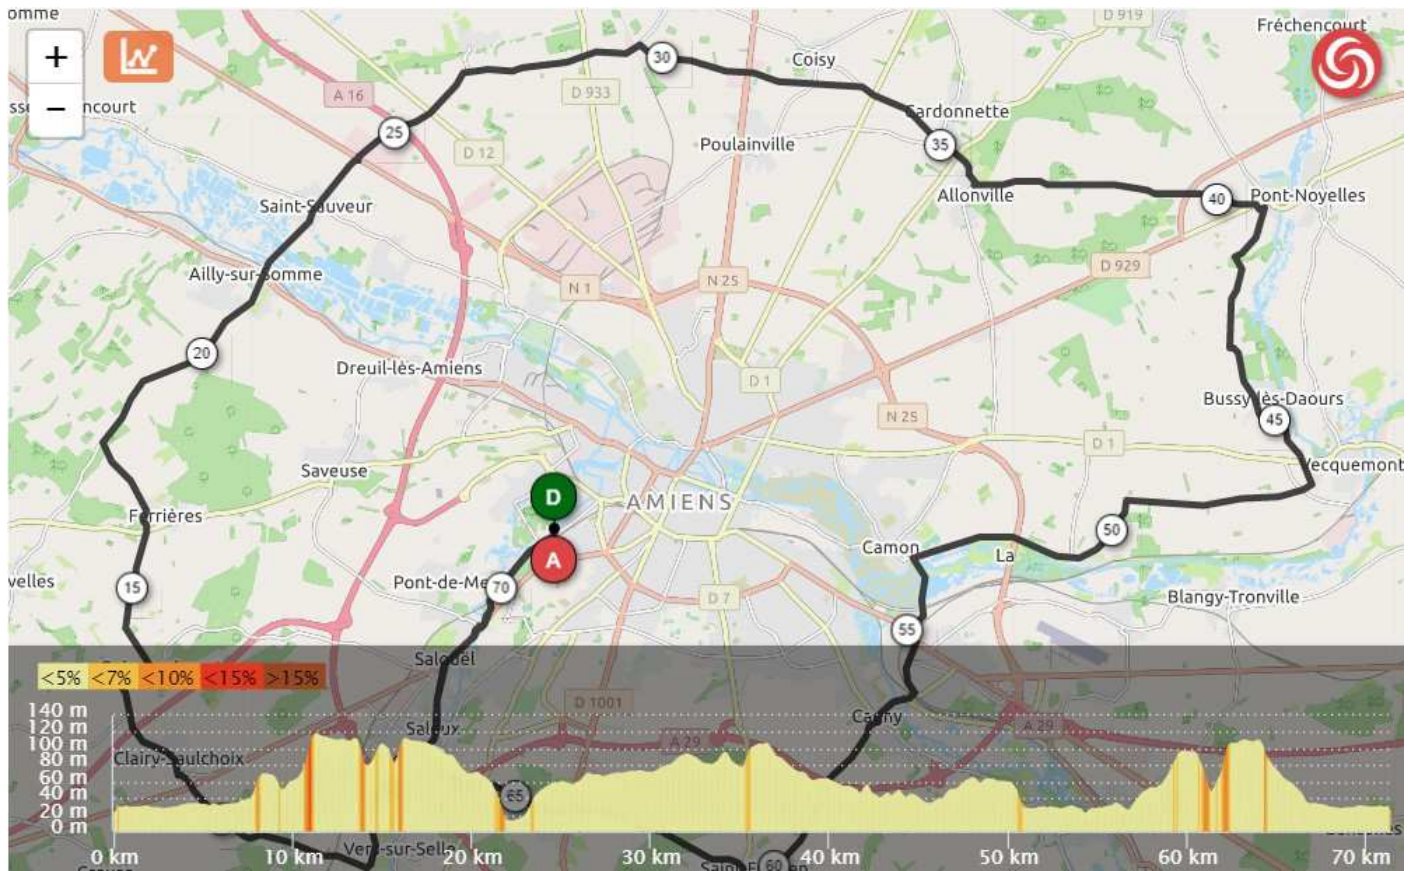 omme
D 919
Fréchencourt
+
30
Coisy
A 16
D 933
−
ncourt
Cardonnette
25
D 12
Poulainville
35
Allonville
40
Pont-Noyelles
Saint-Sauveur
Ailly-sur-Somme
D 929
N 1
N 25
20
Dreuil-lès-Amiens
D 1
Bussy-lès-Daours
N 25
45
D 1
Saveuse
Vecquemont
D
AMIENS
Ferrières
50
Camon
La
A
velles
15
Pont-de-Me
70
D 7
Blangy-Tronville
55
Salouël
<5% <7% <10% <15% >15%
D 1001
140 m
Cagny
120 m
Saleux
A 29
100 m
A 29
Clairy-Saulchoix
80 m
60 m
65
40 m
20 m
0 m
Vers-sur-Selle
0 km 10 km 20 km 30 km 40 km 50 km 60 km 70 km
60